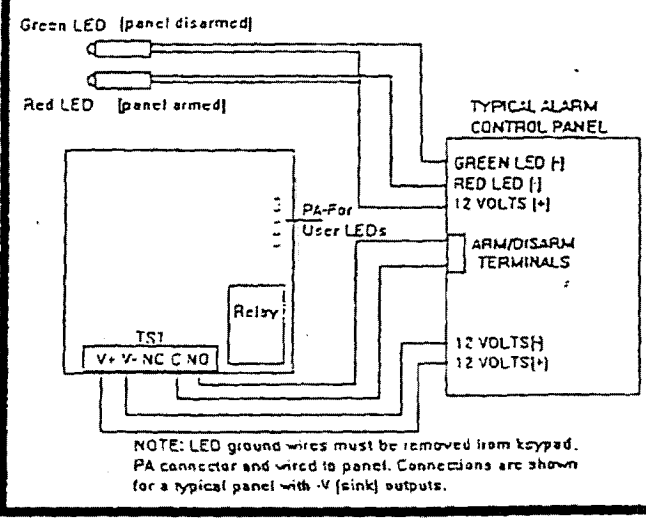 Green LED [panel disarmed]
Red LED [panel armed]
TYPICAL ALARM
CONTROL PANEL
GREEN LED [-]
RED LED [-]
12 VOLTS [+]
PA-For
User LEDs
ARM/DISARM
TERMINALS
Relay
TS1
V+ V- NC C NO
12 VOLTS[-]
12 VOLTS[+]
NOTE: LED ground wires must be removed from keypad.
PA connector and wired to panel. Connections are shown
for a typical panel with -V [sink] outputs.